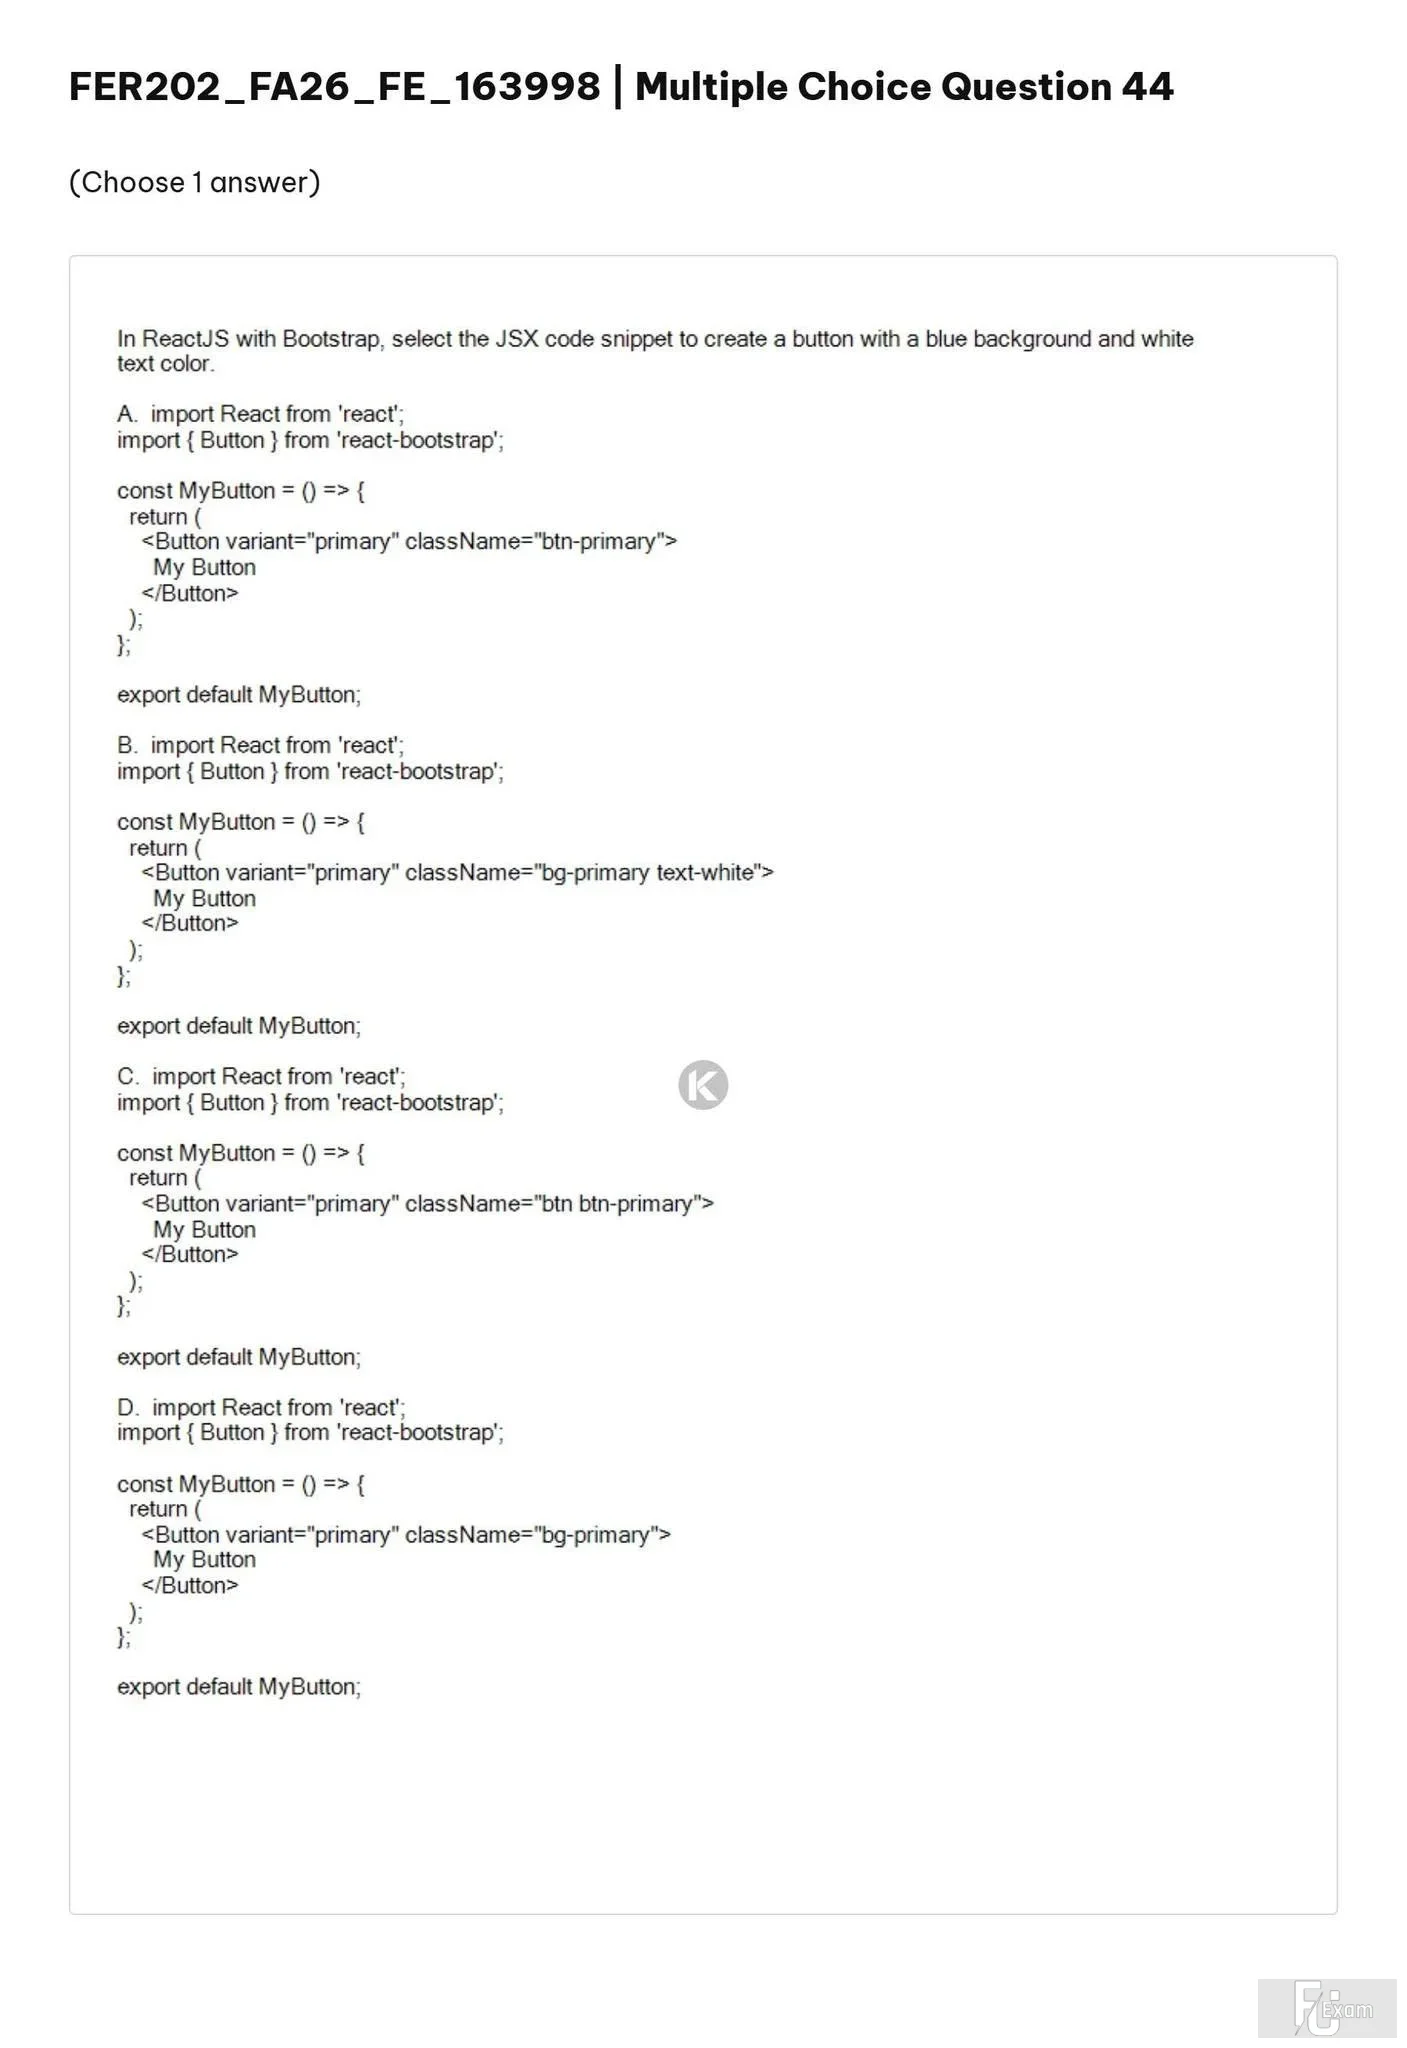 FER202_FA26_FE_163998 | Multiple Choice Question 44
(Choose 1 answer)
In ReactJS with Bootstrap, select the JSX code snippet to create a button with a blue background and white
text color.
A.  import React from 'react';
import { Button } from 'react-bootstrap';
const MyButton = () => {
  return (
    <Button variant="primary" className="btn-primary">
      My Button
    </Button>
  );
};
export default MyButton;
B.  import React from 'react';
import { Button } from 'react-bootstrap';
const MyButton = () => {
  return (
    <Button variant="primary" className="bg-primary text-white">
      My Button
    </Button>
  );
};
export default MyButton;
C.  import React from 'react';
import { Button } from 'react-bootstrap';
const MyButton = () => {
  return (
    <Button variant="primary" className="btn btn-primary">
      My Button
    </Button>
  );
};
export default MyButton;
D.  import React from 'react';
import { Button } from 'react-bootstrap';
const MyButton = () => {
  return (
    <Button variant="primary" className="bg-primary">
      My Button
    </Button>
  );
};
export default MyButton;
K
FU Exam